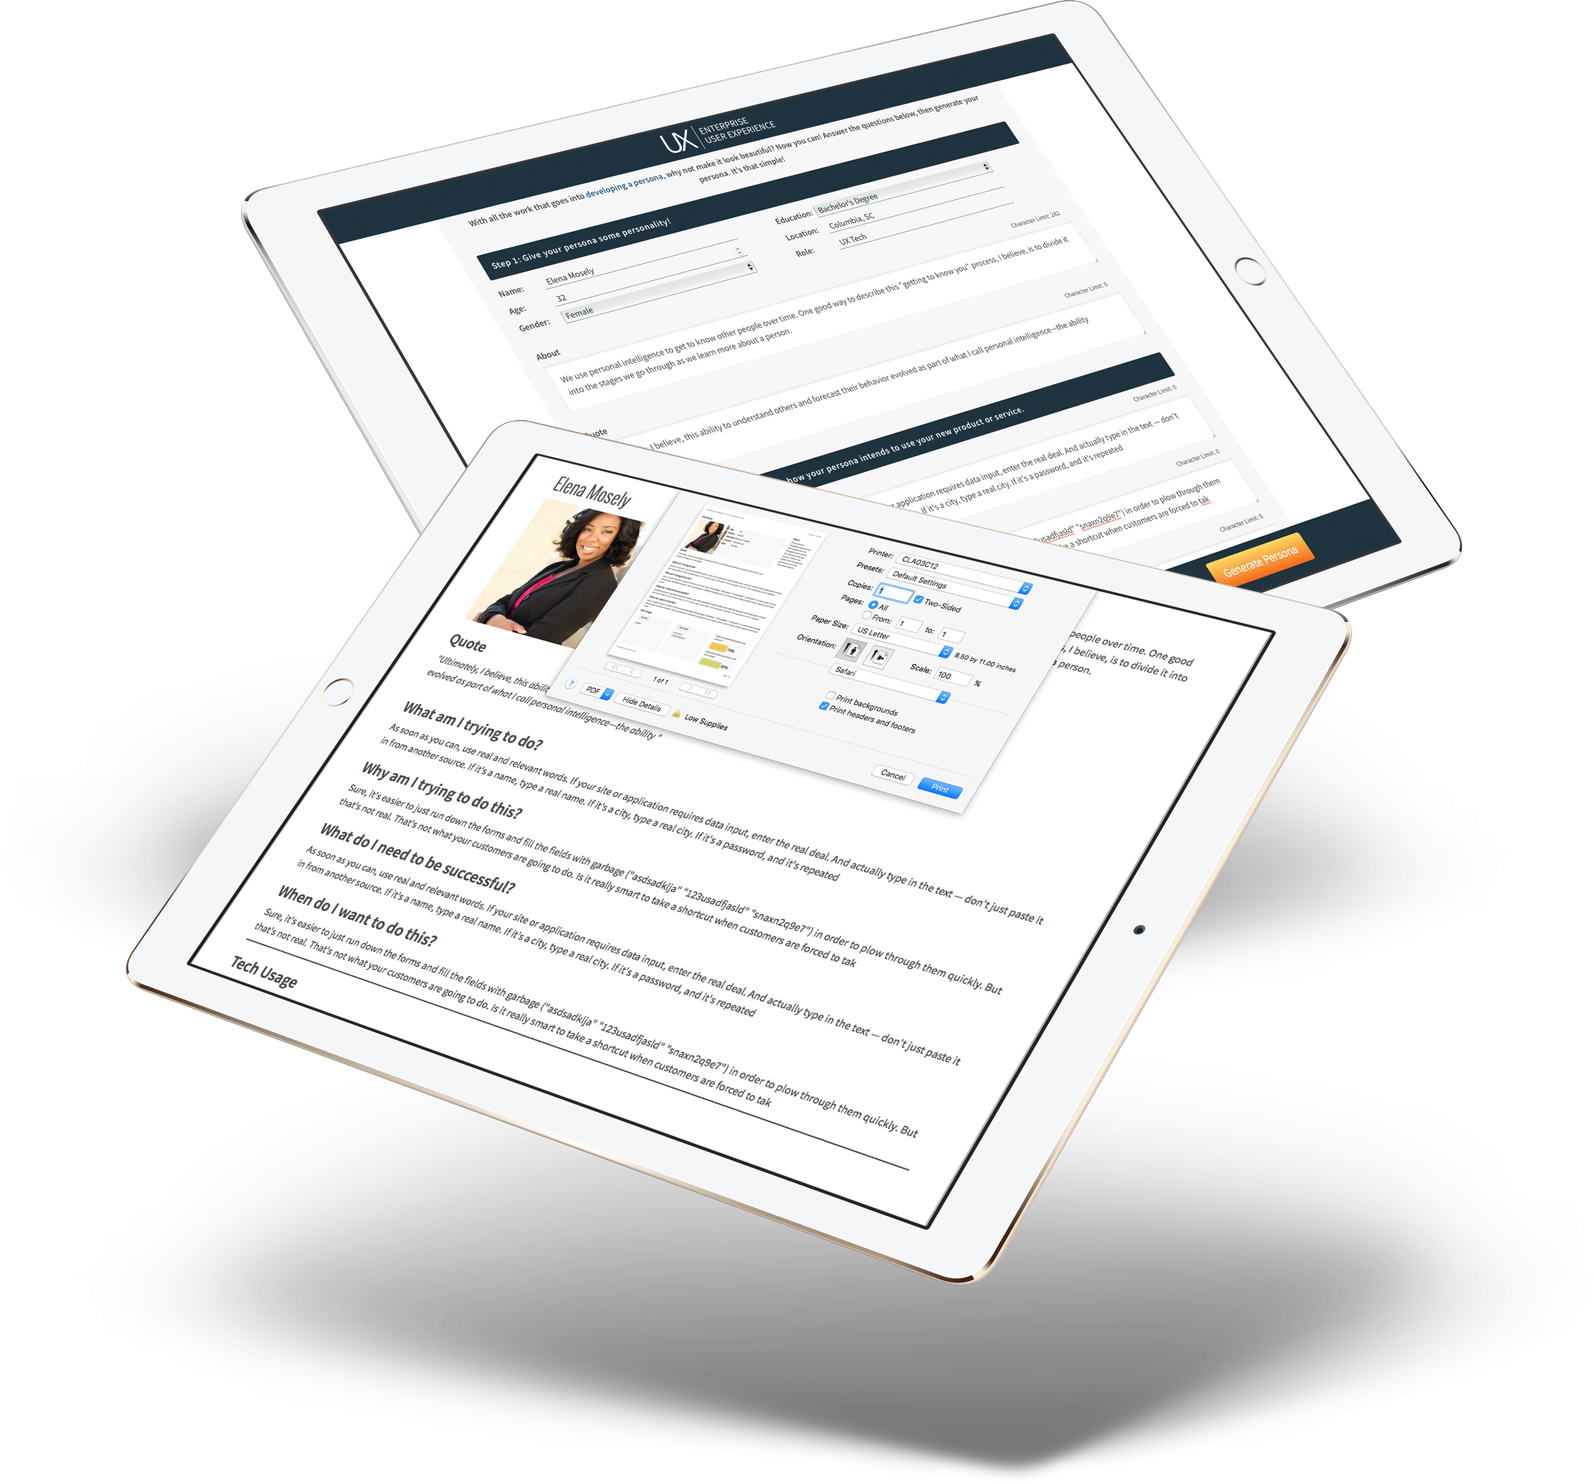 UX ENTERPRISE
USER EXPERIENCE
With all the work that goes into developing a persona, why not make it look beautiful? Now you can! Answer the questions below, then generate your
persona. It's that simple!
Step 1: Give your persona some personality!
Name: Elena Mosely
Age: 32
Gender: Female
Education: Bachelor's Degree
Location: Columbia, SC
Role: UX Tech
Character Limit: 282
About
We use personal intelligence to get to know other people over time. One good way to describe this " getting to know you" process, I believe, is to divide it
into the stages we go through as we learn more about a person.
Character Limit: 0
uote
I believe, this ability to understand others and forecast their behavior evolved as part of what I call personal intelligence—the ability
how your persona intends to use your new product or service.
Character Limit: 0
application requires data input, enter the real deal. And actually type in the text — don't
If it's a city, type a real city. If it's a password, and it's repeated
Character Limit: 0
usadfjasld" "snaxn2q9e7") in order to plow through them
a shortcut when customers are forced to tak
Character Limit: 0
Generate Persona
Elena Mosely
people over time. One good
, I believe, is to divide it into
a person.
Printer: CLA03C12
Presets: Default Settings
Copies: 1 Two-Sided
Pages: All
From: 1 to: 1
Paper Size: US Letter 8.50 by 11.00 inches
Orientation: Scale: 100 %
Safari
Print backgrounds
Print headers and footers
1 of 1
? PDF Hide Details Low Supplies
Cancel Print
Quote
"Ultimately, I believe, this abili
evolved as part of what I call personal intelligence—the ability "
What am I trying to do?
As soon as you can, use real and relevant words. If your site or application requires data input, enter the real deal. And actually type in the text — don't just paste it
in from another source. If it's a name, type a real name. If it's a city, type a real city. If it's a password, and it's repeated
Why am I trying to do this?
Sure, it's easier to just run down the forms and fill the fields with garbage ("asdsadklja" "123usadfjasld" "snaxn2q9e7") in order to plow through them quickly. But
that's not real. That's not what your customers are going to do. Is it really smart to take a shortcut when customers are forced to tak
What do I need to be successful?
As soon as you can, use real and relevant words. If your site or application requires data input, enter the real deal. And actually type in the text — don't just paste it
in from another source. If it's a name, type a real name. If it's a city, type a real city. If it's a password, and it's repeated
When do I want to do this?
Sure, it's easier to just run down the forms and fill the fields with garbage ("asdsadklja" "123usadfjasld" "snaxn2q9e7") in order to plow through them quickly. But
that's not real. That's not what your customers are going to do. Is it really smart to take a shortcut when customers are forced to tak
Tech Usage